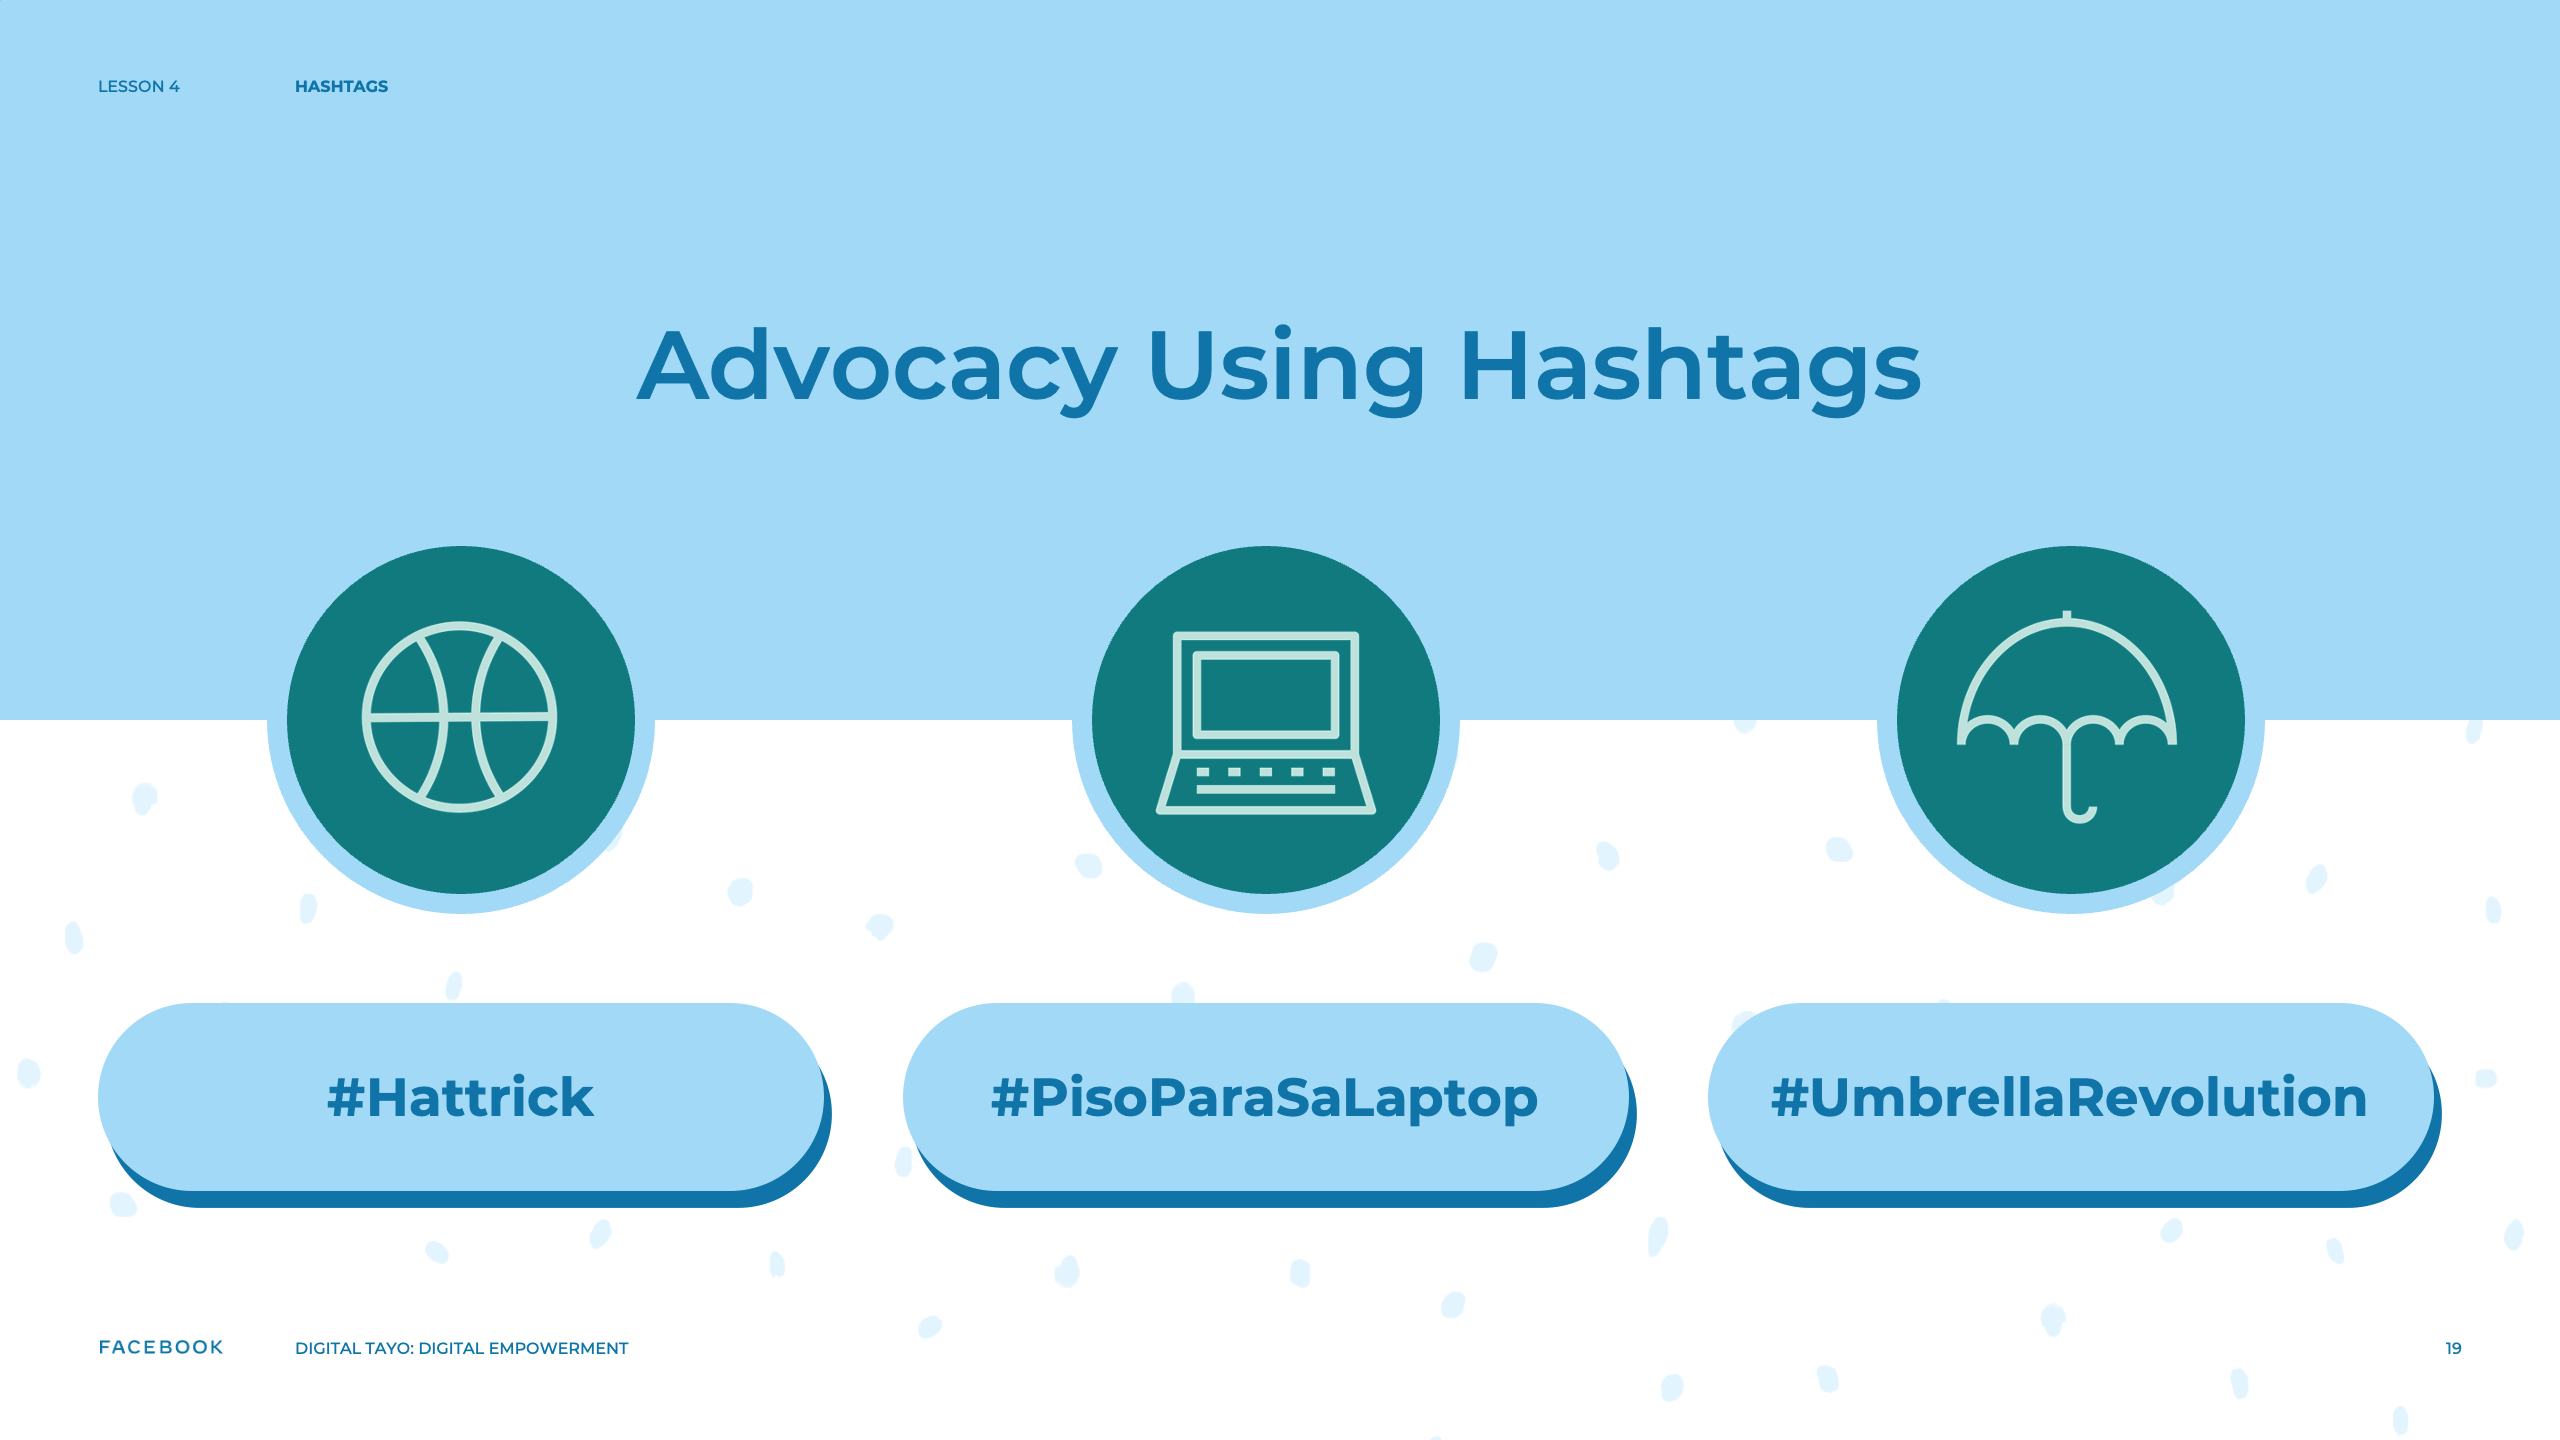 LESSON 4
HASHTAGS
Advocacy Using Hashtags
#Hattrick
#PisoParaSaLaptop
#UmbrellaRevolution
FACEBOOK
DIGITAL TAYO: DIGITAL EMPOWERMENT
19